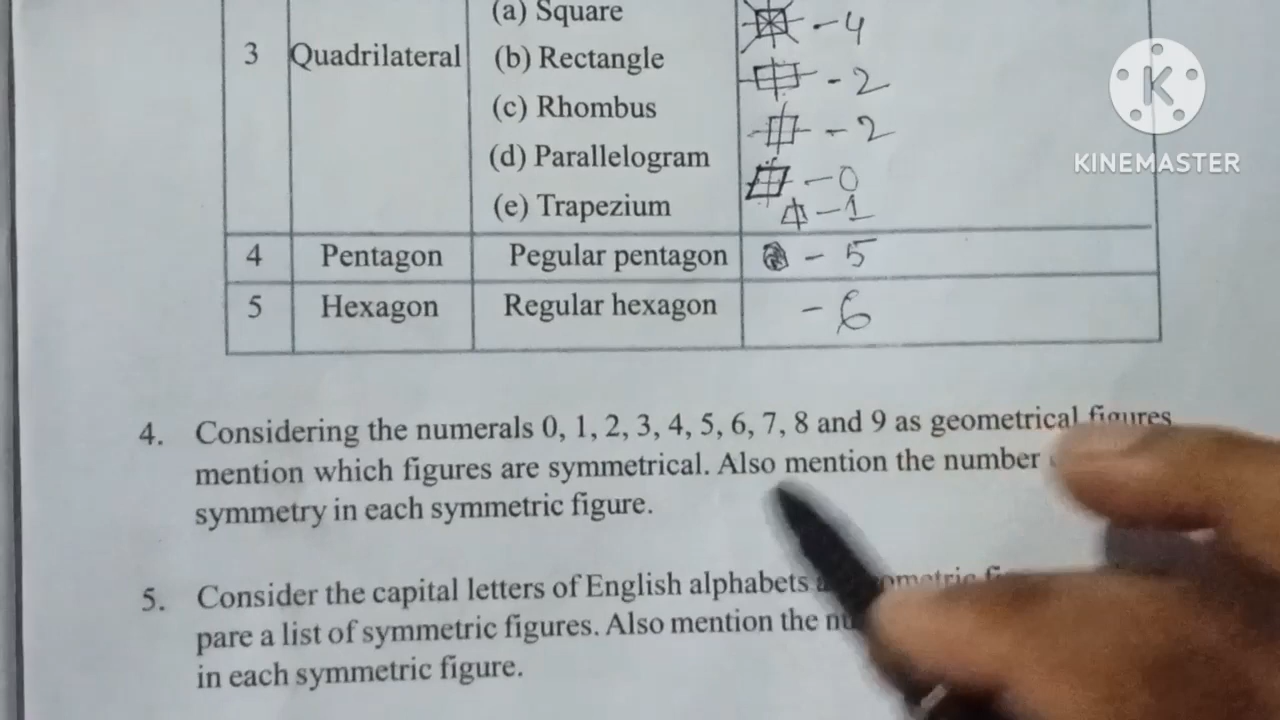 (a) Square - 4
3 Quadrilateral (b) Rectangle - 2
(c) Rhombus - 2
(d) Parallelogram - 0
(e) Trapezium - 1
4 Pentagon Pegular pentagon - 5
5 Hexagon Regular hexagon - 6
K
KINEMASTER
4. Considering the numerals 0, 1, 2, 3, 4, 5, 6, 7, 8 and 9 as geometrical figures
mention which figures are symmetrical. Also mention the number
symmetry in each symmetric figure.
5. Consider the capital letters of English alphabets
pare a list of symmetric figures. Also mention the
in each symmetric figure.